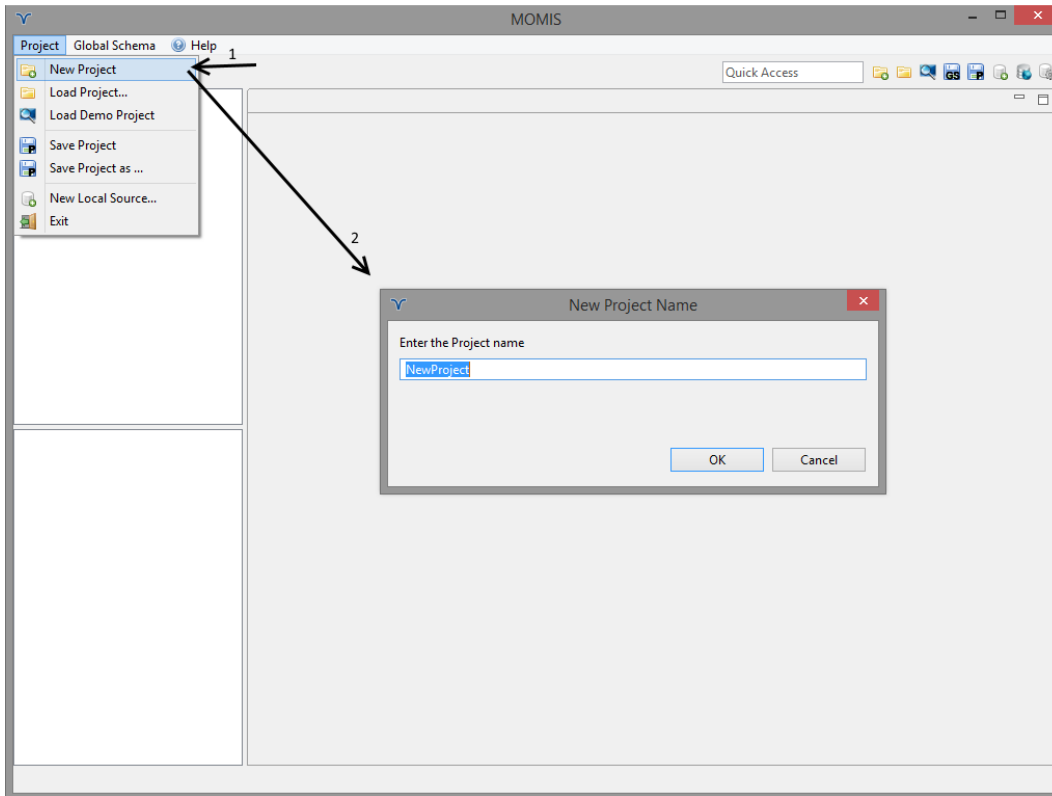 MOMIS
Project Global Schema Help
1
New Project
Quick Access
Load Project...
Load Demo Project
Save Project
Save Project as ...
New Local Source...
Exit
2
New Project Name
Enter the Project name
NewProject
OK Cancel